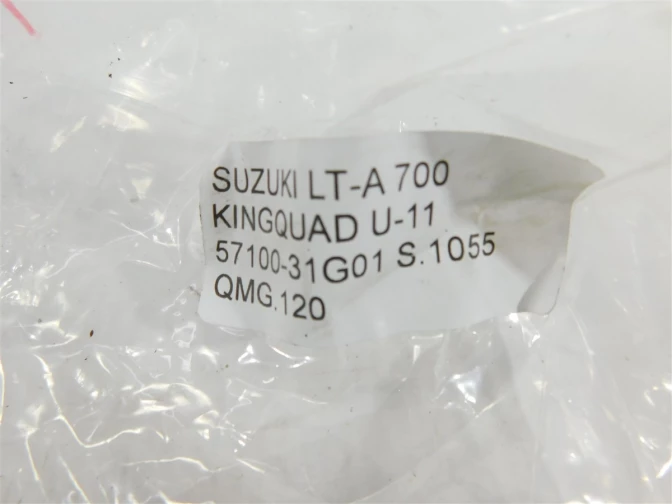 SUZUKI LT-A 700
KINGQUAD U-11
57100-31G01 S.1055
QMG.120